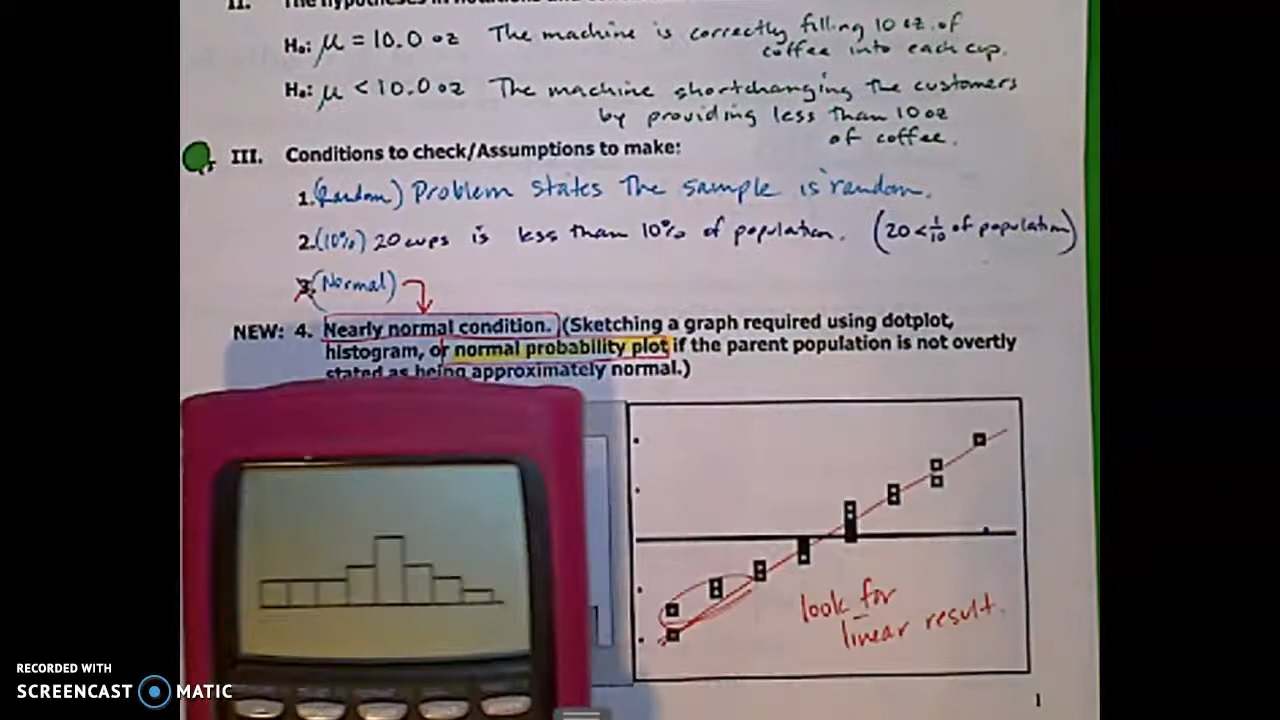 II. The hypotheses in
H₀: μ = 10.0 oz The machine is correctly filling 10 oz. of
coffee into each cup.
Hₐ: μ < 10.0 oz The machine shortchanging the customers
by providing less than 10 oz
of coffee.
III. Conditions to check/Assumptions to make:
1. (Random) Problem states the sample is random.
2. (10%) 20 cups is less than 10% of population. (20 < 1/10 of population)
3. (Normal)
NEW: 4. Nearly normal condition. (Sketching a graph required using dotplot,
histogram, or normal probability plot if the parent population is not overtly
stated as being approximately normal.)
look for
linear result.
1
RECORDED WITH
SCREENCAST MATIC